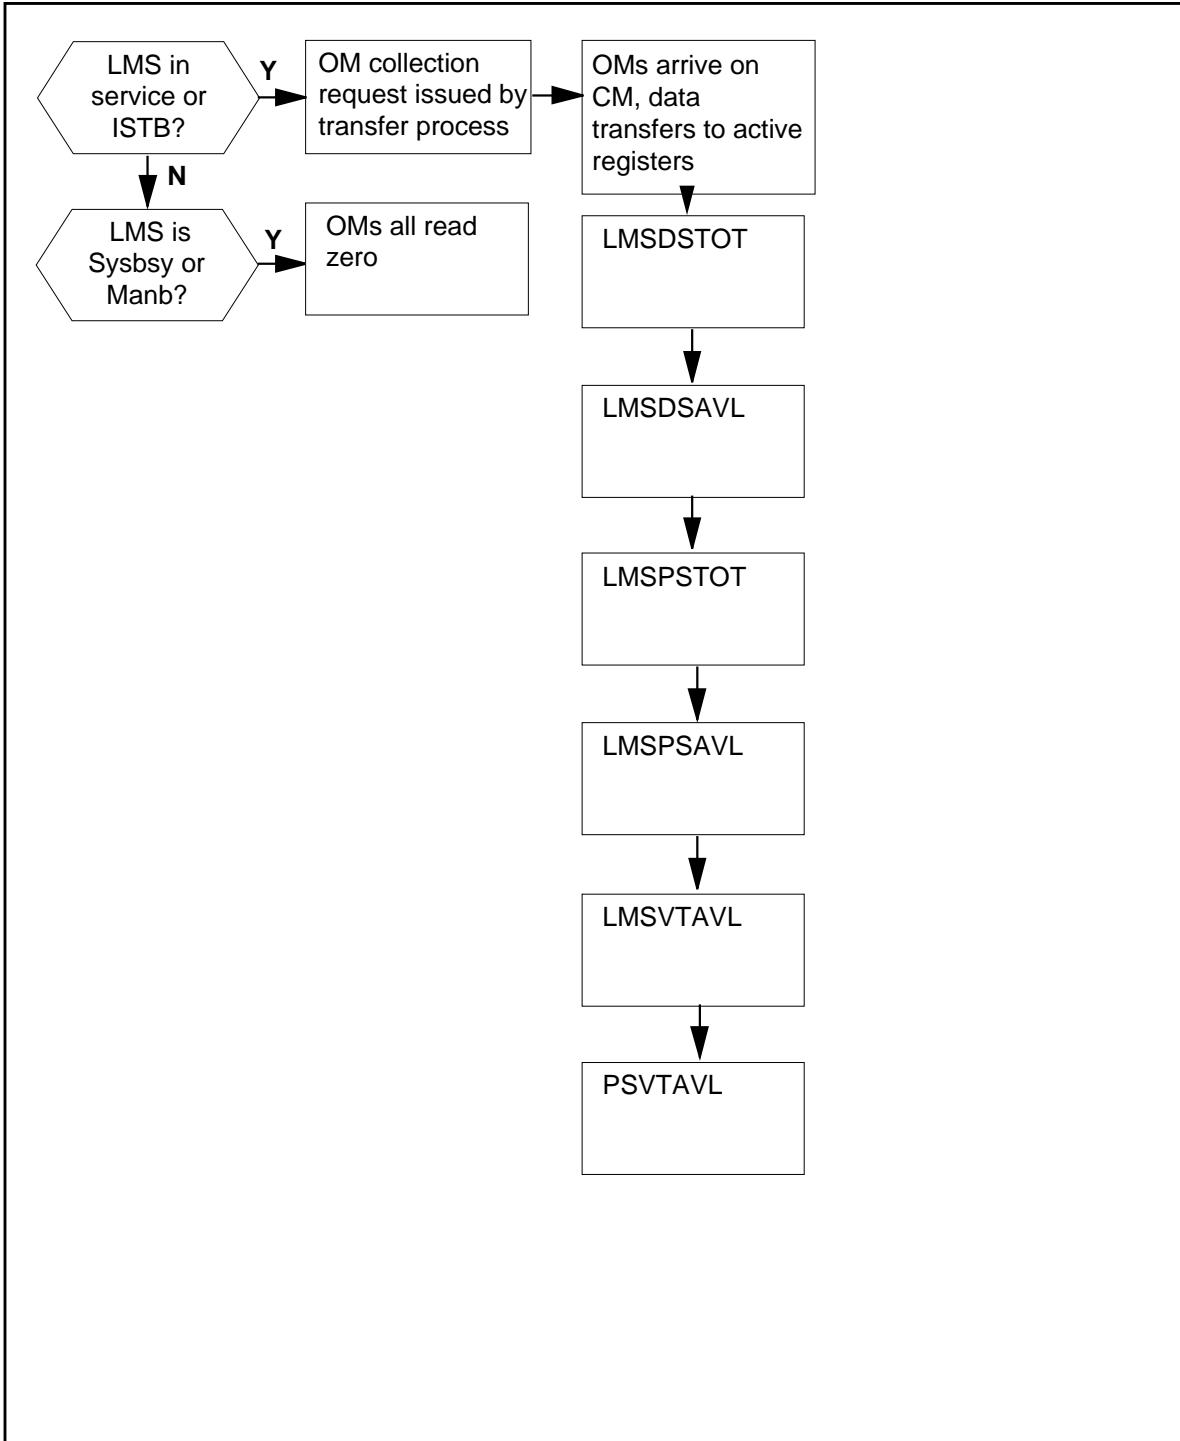 LMS in
service or
ISTB?
Y
OM collection
request issued by
transfer process
OMs arrive on
CM, data
transfers to active
registers
N
LMS is
Sysbsy or
Manb?
Y
OMs all read
zero
LMSDSTOT
LMSDSAVL
LMSPSTOT
LMSPSAVL
LMSVTAVL
PSVTAVL